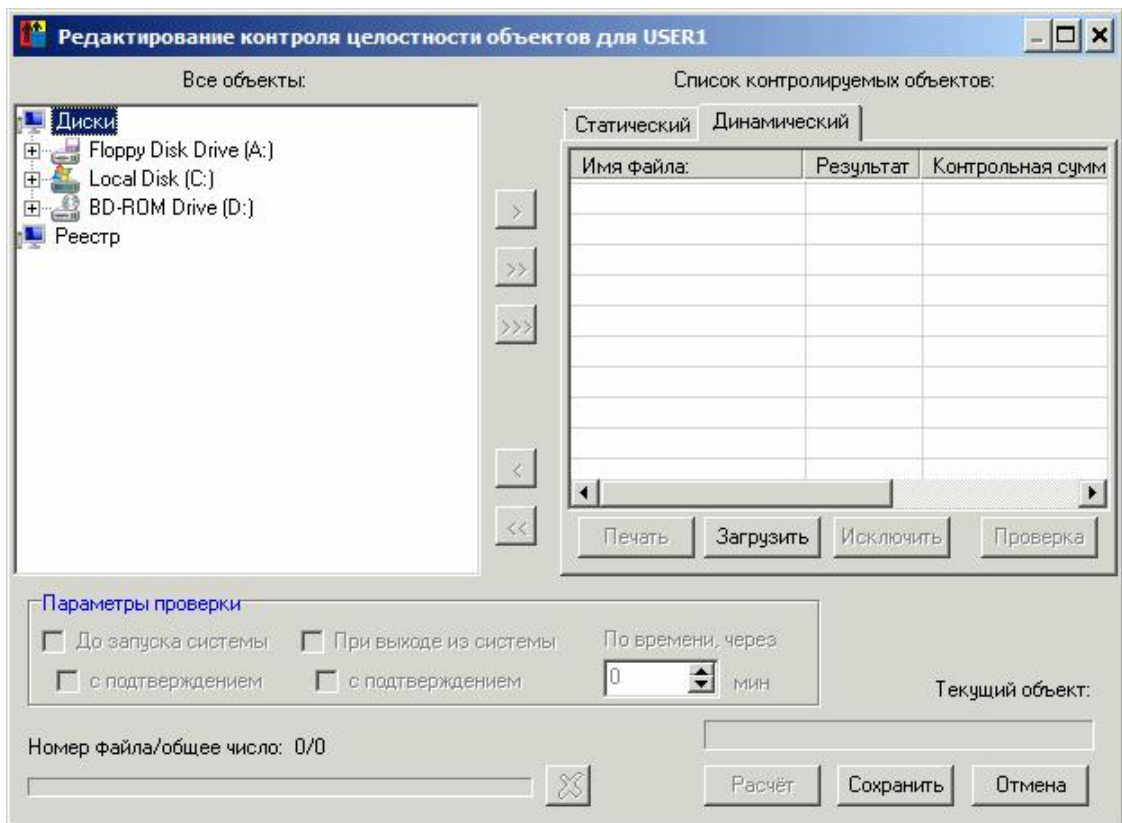 Редактирование контроля целостности объектов для USER1
Все объекты:
Список контролируемых объектов:
Диски
Floppy Disk Drive (A:)
Local Disk (C:)
BD-ROM Drive (D:)
Реестр
>
>>
>>>
<
<<
Статический Динамический
Имя файла: Результат Контрольная сумм
Печать Загрузить Исключить Проверка
Параметры проверки
До запуска системы При выходе из системы По времени, через
с подтверждением с подтверждением 0 мин
Текущий объект:
Номер файла/общее число: 0/0
Расчёт Сохранить Отмена